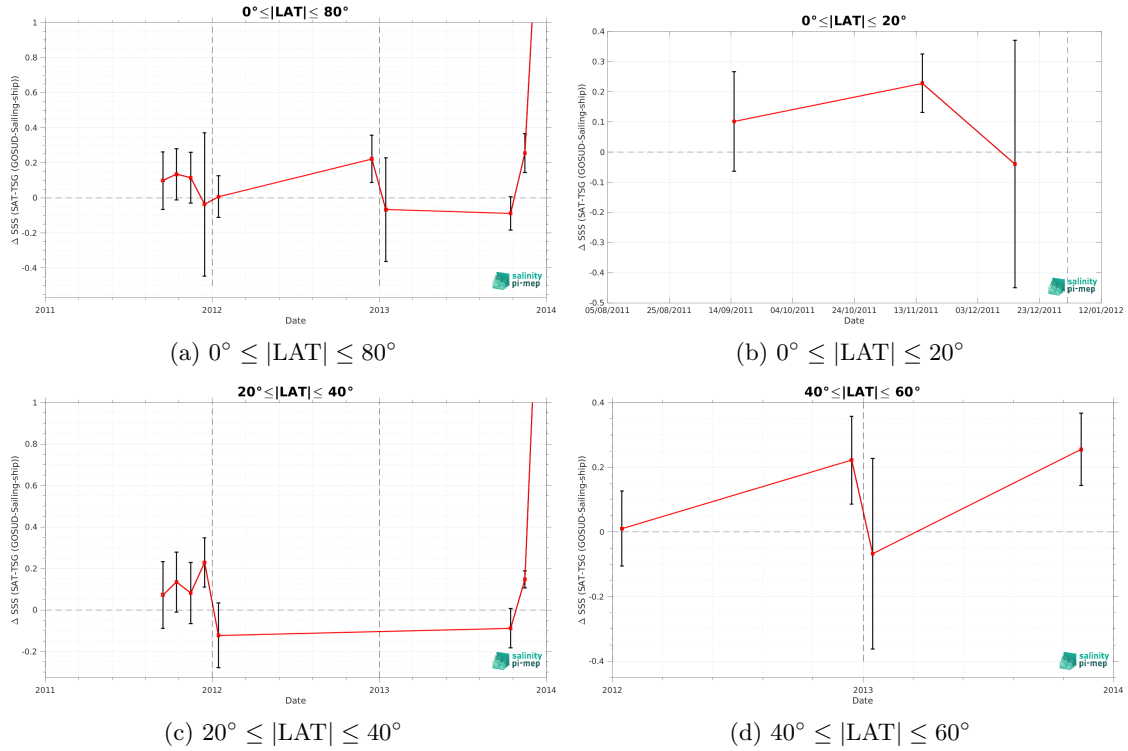 0°≤|LAT|≤ 80°
1
0.8
0.6
0.4
0.2
0
-0.2
-0.4
Δ SSS (SAT-TSG (GOSUD-Sailing-ship))
2011
2012
2013
2014
Date
salinity
pi-mep
(a) 0° ≤ |LAT| ≤ 80°
0°≤|LAT|≤ 20°
0.4
0.3
0.2
0.1
0
-0.1
-0.2
-0.3
-0.4
-0.5
Δ SSS (SAT-TSG (GOSUD-Sailing-ship))
05/08/2011
25/08/2011
14/09/2011
04/10/2011
24/10/2011
13/11/2011
03/12/2011
23/12/2011
12/01/2012
Date
salinity
pi-mep
(b) 0° ≤ |LAT| ≤ 20°
20°≤|LAT|≤ 40°
1
0.8
0.6
0.4
0.2
0
-0.2
Δ SSS (SAT-TSG (GOSUD-Sailing-ship))
2011
2012
2013
2014
Date
salinity
pi-mep
(c) 20° ≤ |LAT| ≤ 40°
40°≤|LAT|≤ 60°
0.4
0.2
0
-0.2
-0.4
Δ SSS (SAT-TSG (GOSUD-Sailing-ship))
2012
2013
2014
Date
salinity
pi-mep
(d) 40° ≤ |LAT| ≤ 60°